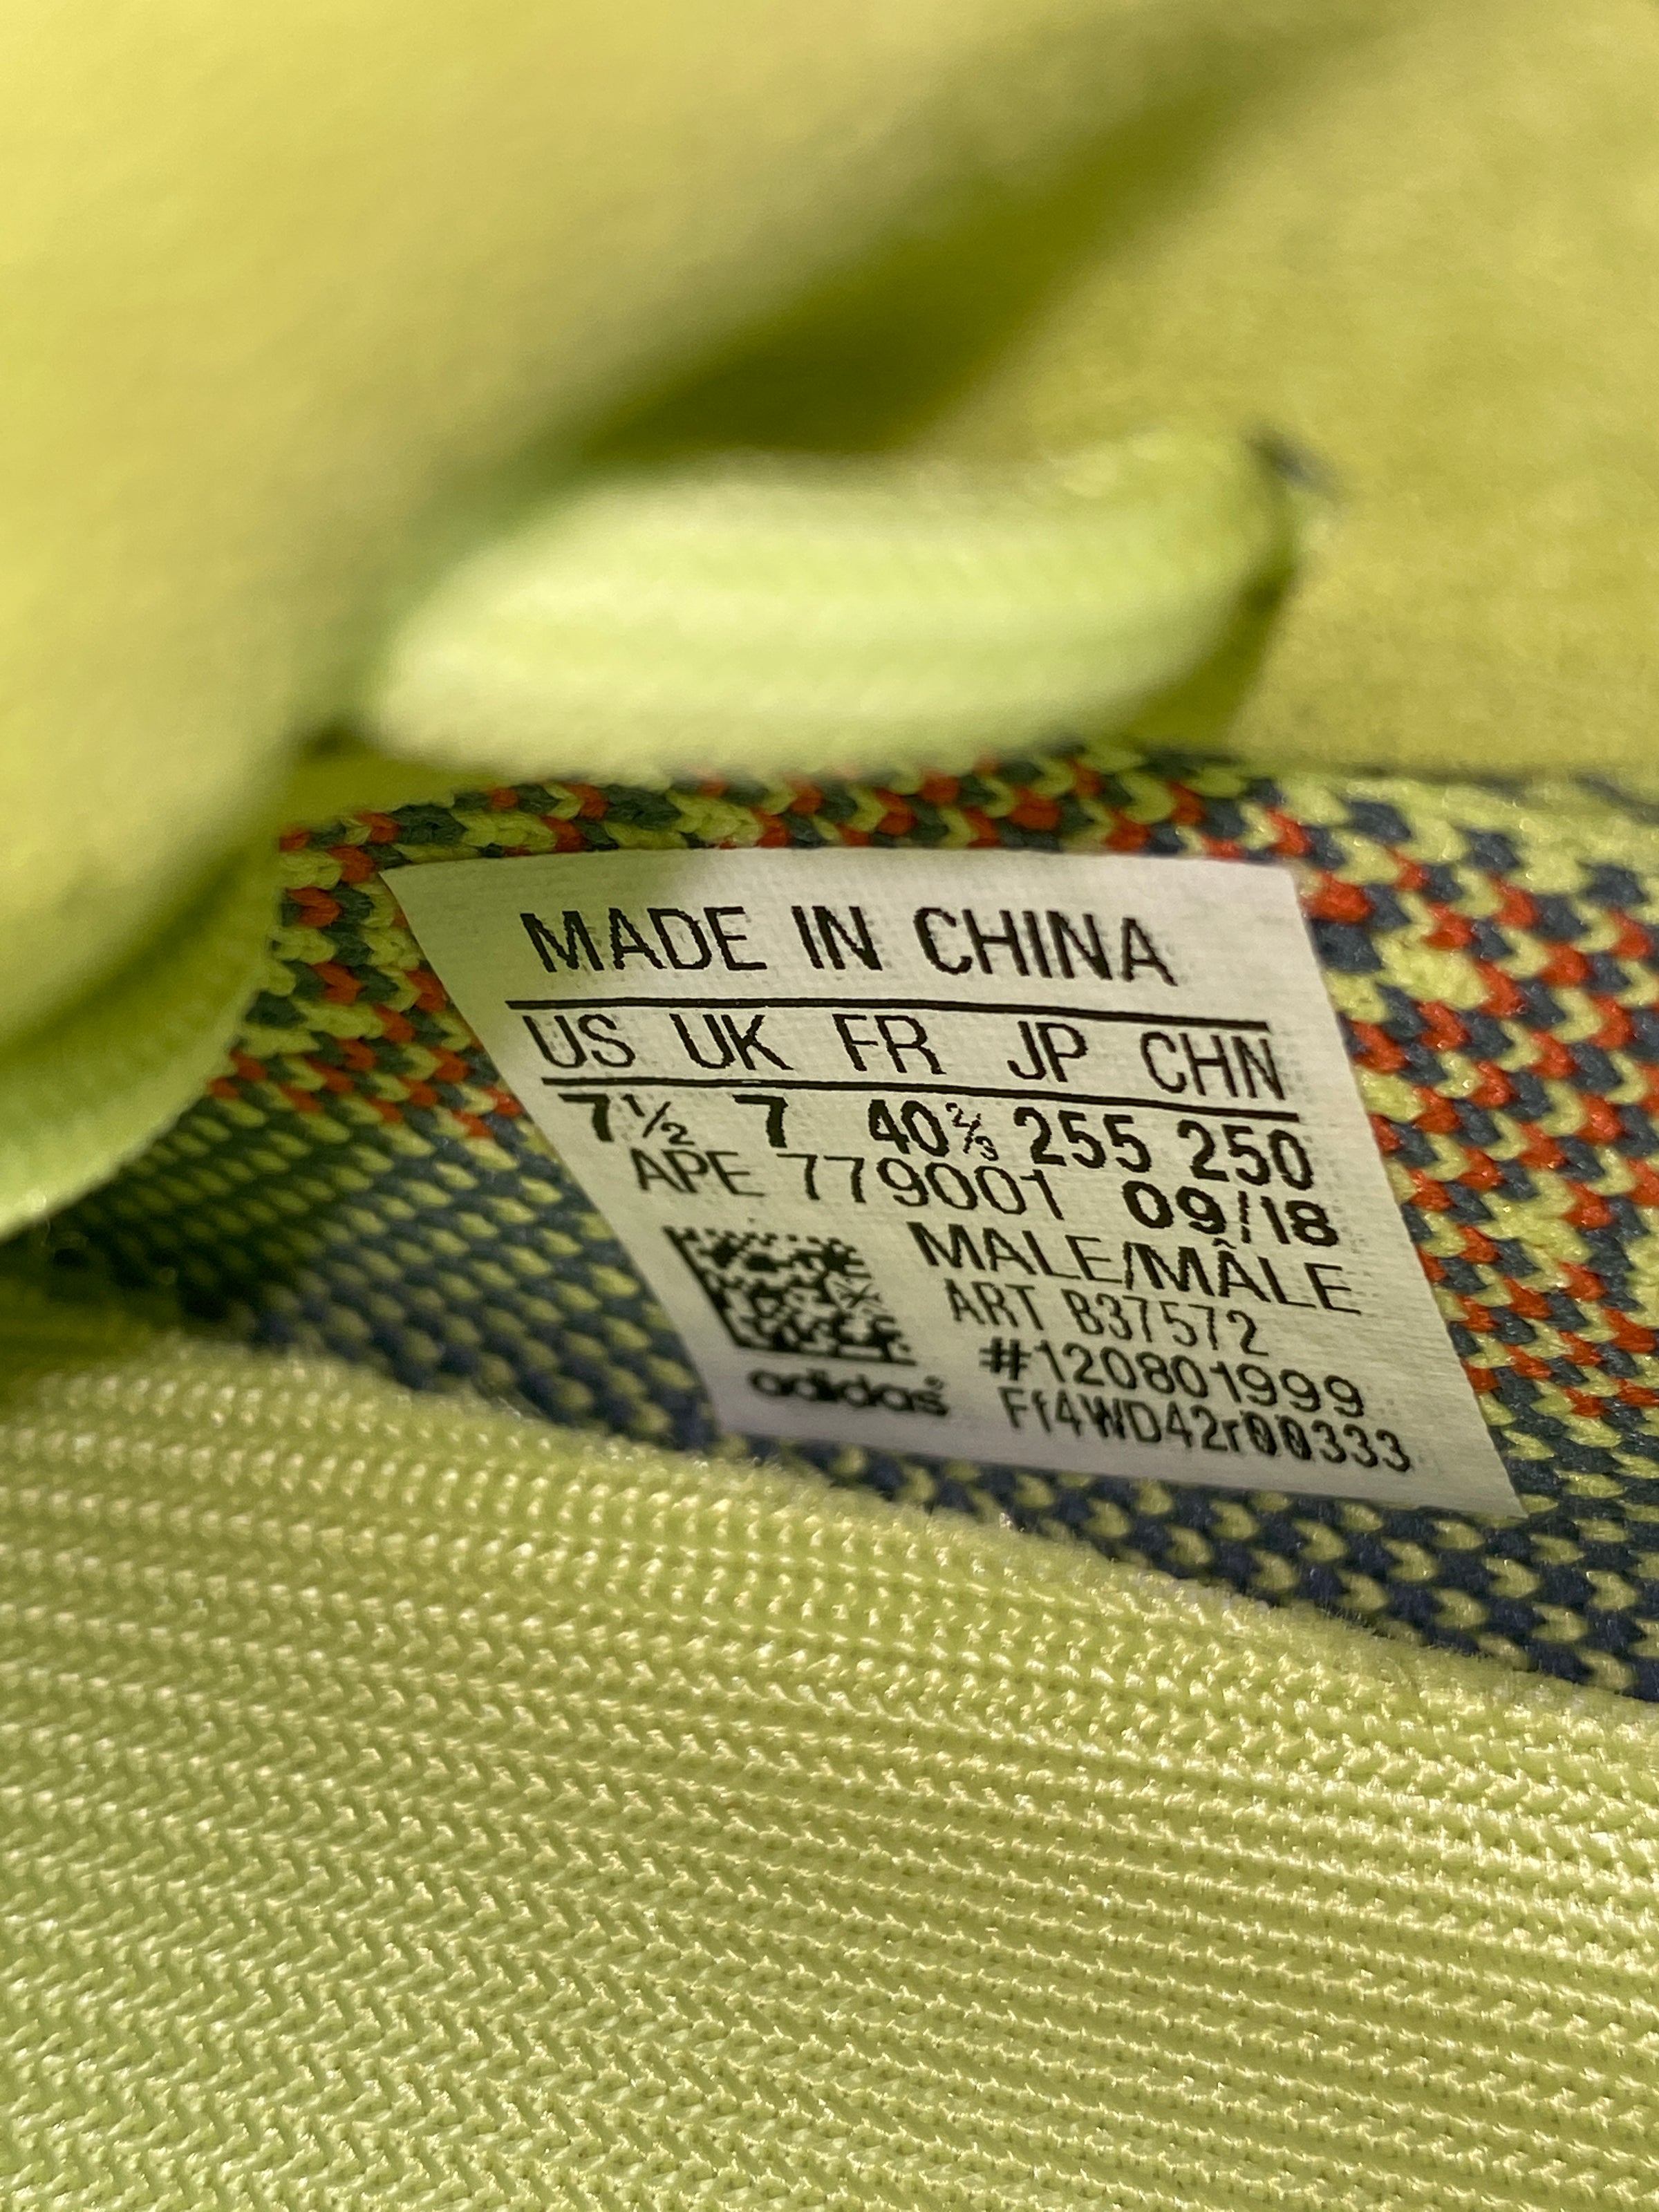 MADE IN CHINA
US UK FR JP CHN
7½ 7 40⅔ 255 250
APE 779001 09/18
MALE/MÂLE
ART B37572
#120801999
adidas® Ff4WD42r00333